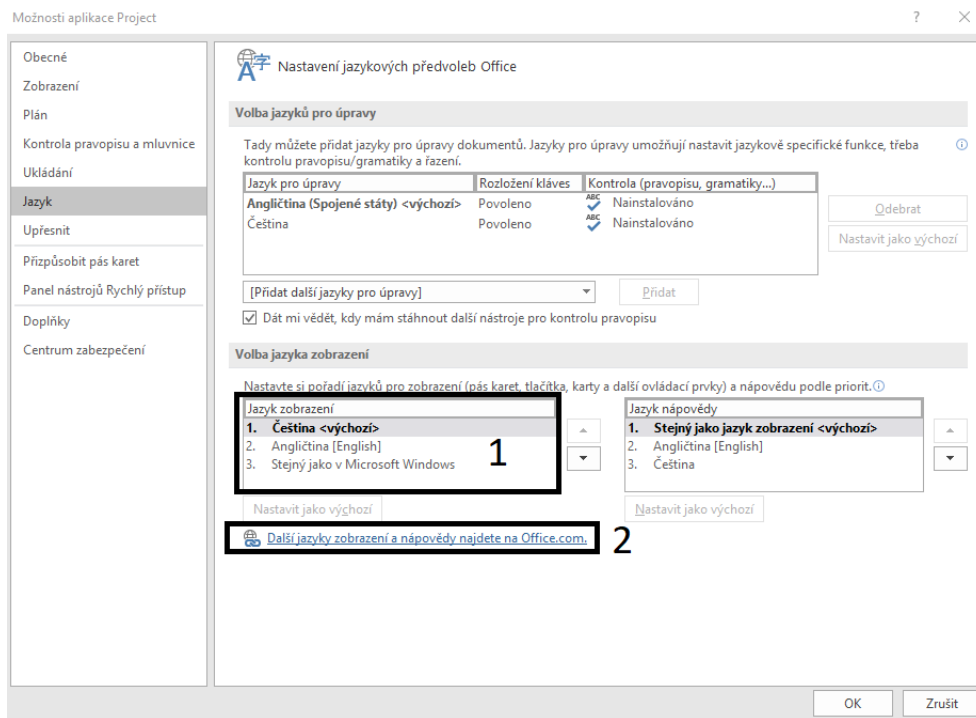 Možnosti aplikace Project
?
Obecné
Zobrazení
Plán
Kontrola pravopisu a mluvnice
Ukládání
Jazyk
Upřesnit
Přizpůsobit pás karet
Panel nástrojů Rychlý přístup
Doplňky
Centrum zabezpečení
A字 Nastavení jazykových předvoleb Office
Volba jazyků pro úpravy
Tady můžete přidat jazyky pro úpravy dokumentů. Jazyky pro úpravy umožňují nastavit jazykově specifické funkce, třeba
kontrolu pravopisu/gramatiky a řazení.
Jazyk pro úpravy Rozložení kláves Kontrola (pravopisu, gramatiky...)
Angličtina (Spojené státy) <výchozí> Povoleno ABC Nainstalováno
Čeština Povoleno ABC Nainstalováno
Odebrat
Nastavit jako výchozí
[Přidat další jazyky pro úpravy] Přidat
Dát mi vědět, kdy mám stáhnout další nástroje pro kontrolu pravopisu
Volba jazyka zobrazení
Nastavte si pořadí jazyků pro zobrazení (pás karet, tlačítka, karty a další ovládací prvky) a nápovědu podle priorit.
Jazyk zobrazení
1. Čeština <výchozí>
2. Angličtina [English]
3. Stejný jako v Microsoft Windows
1
Nastavit jako výchozí
Jazyk nápovědy
1. Stejný jako jazyk zobrazení <výchozí>
2. Angličtina [English]
3. Čeština
Nastavit jako výchozí
Další jazyky zobrazení a nápovědy najdete na Office.com.
2
OK
Zrušit